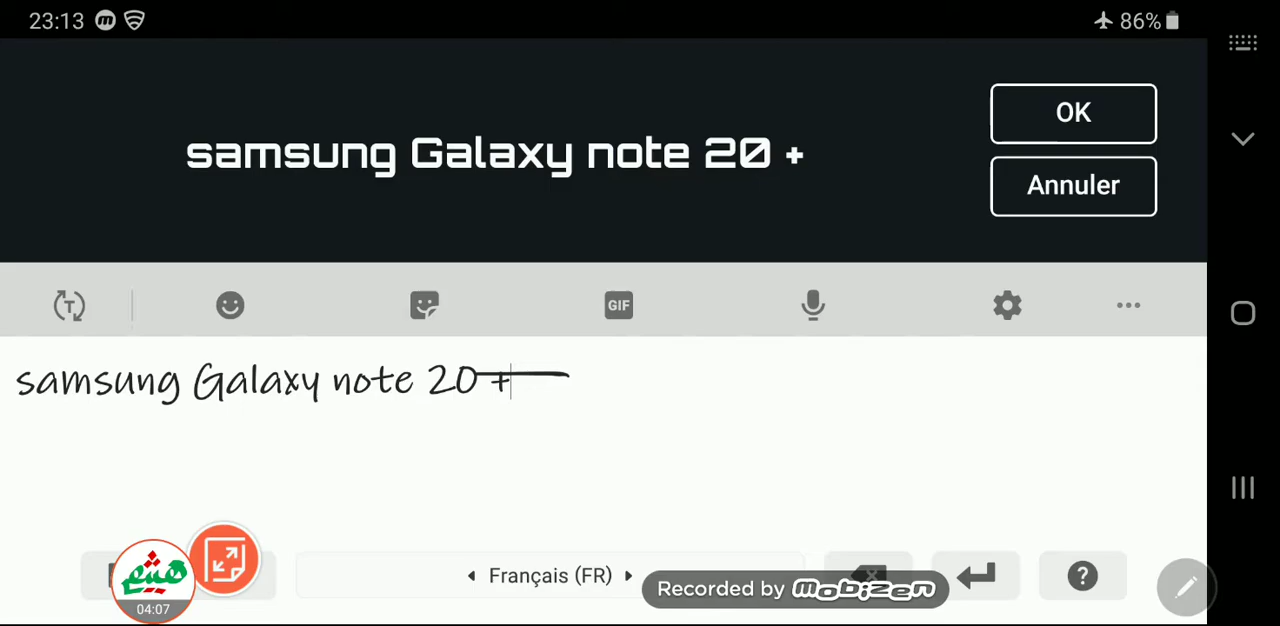 23:13 m 86%
samsung Galaxy note 20 +
OK
Annuler
T GIF
samsung Galaxy note 20 +
Français (FR)
?
04:07
Recorded by mobizen